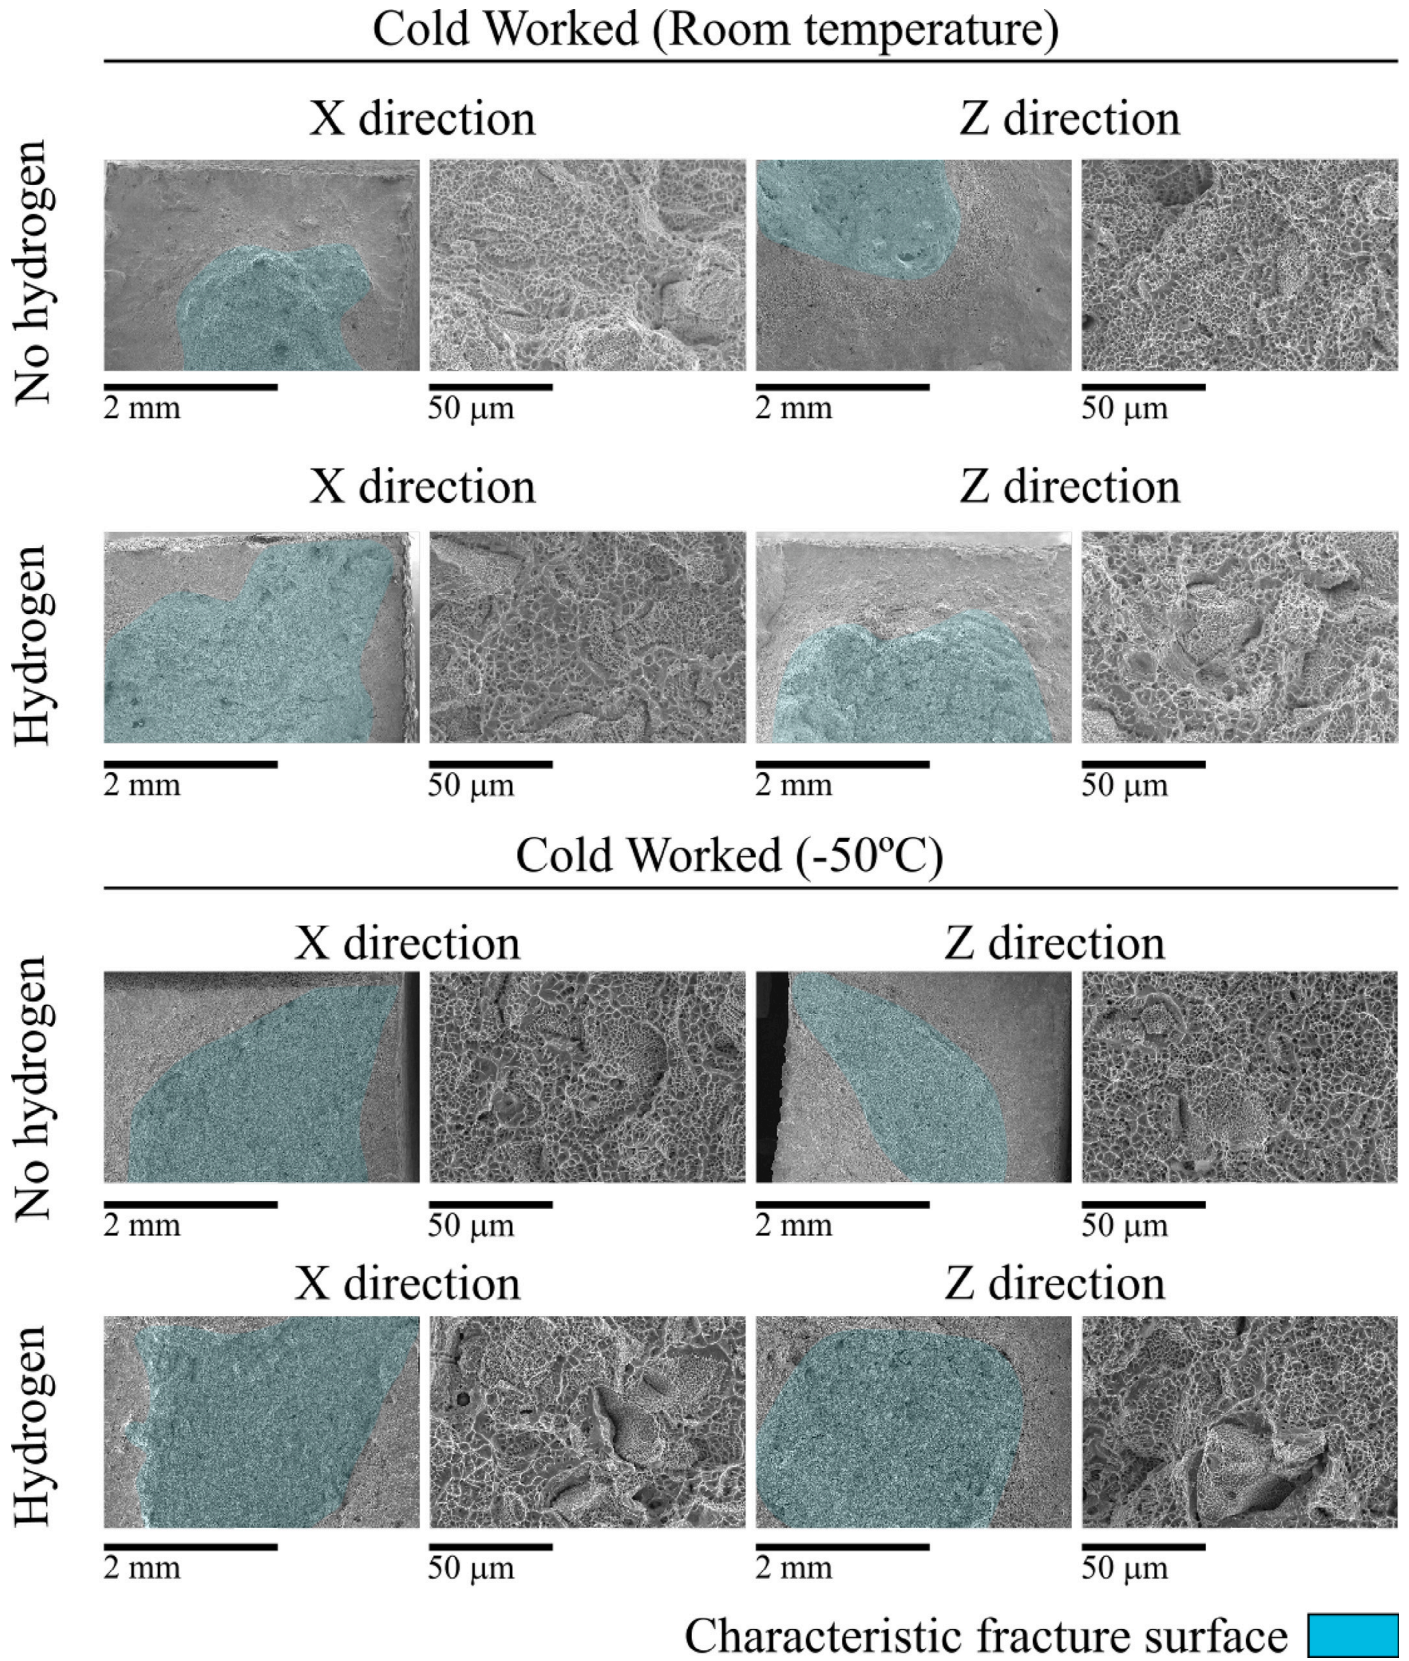 Cold Worked (Room temperature)
X direction
Z direction
No hydrogen
2 mm
50 μm
2 mm
50 μm
X direction
Z direction
Hydrogen
2 mm
50 μm
2 mm
50 μm
Cold Worked (-50ºC)
X direction
Z direction
No hydrogen
2 mm
50 μm
2 mm
50 μm
X direction
Z direction
Hydrogen
2 mm
50 μm
2 mm
50 μm
Characteristic fracture surface